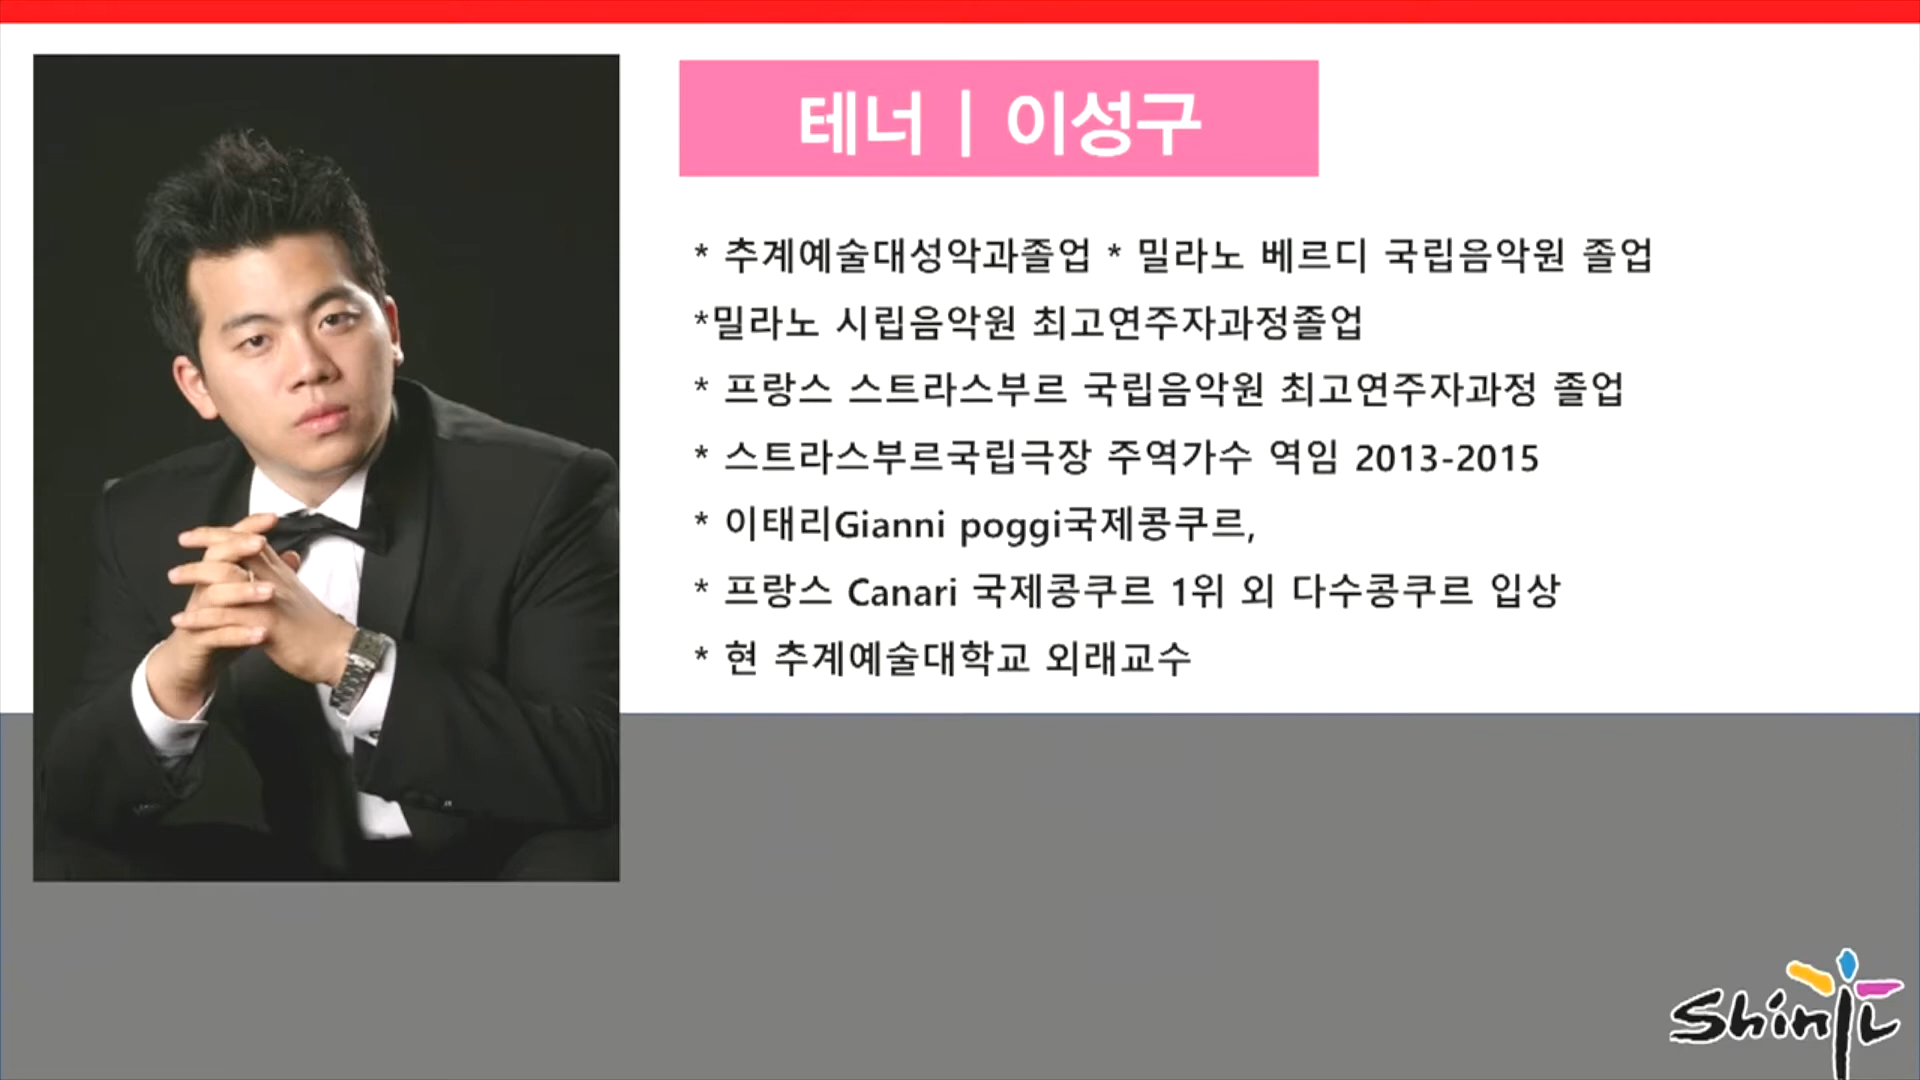 테너 | 이성구
* 추계예술대성악과졸업 * 밀라노 베르디 국립음악원 졸업
*밀라노 시립음악원 최고연주자과정졸업
* 프랑스 스트라스부르 국립음악원 최고연주자과정 졸업
* 스트라스부르국립극장 주역가수 역임 2013-2015
* 이태리Gianni poggi국제콩쿠르,
* 프랑스 Canari 국제콩쿠르 1위 외 다수콩쿠르 입상
* 현 추계예술대학교 외래교수
ShinIL